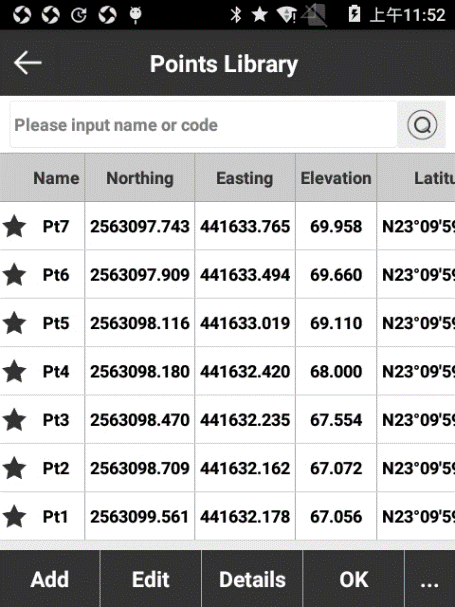 上午11:52
Points Library
Please input name or code
Name Northing Easting Elevation Latitu
Pt7 2563097.743 441633.765 69.958 N23°09'59
Pt6 2563097.909 441633.494 69.660 N23°09'59
Pt5 2563098.116 441633.019 69.110 N23°09'59
Pt4 2563098.180 441632.420 68.000 N23°09'59
Pt3 2563098.470 441632.235 67.554 N23°09'59
Pt2 2563098.709 441632.162 67.072 N23°09'59
Pt1 2563099.561 441632.178 67.056 N23°09'59
Add Edit Details OK ...